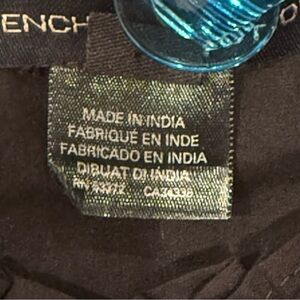 ENCH
MADE IN INDIA
FABRIQUÉ EN INDE
FABRICADO EN INDIA
DIBUAT DI INDIA